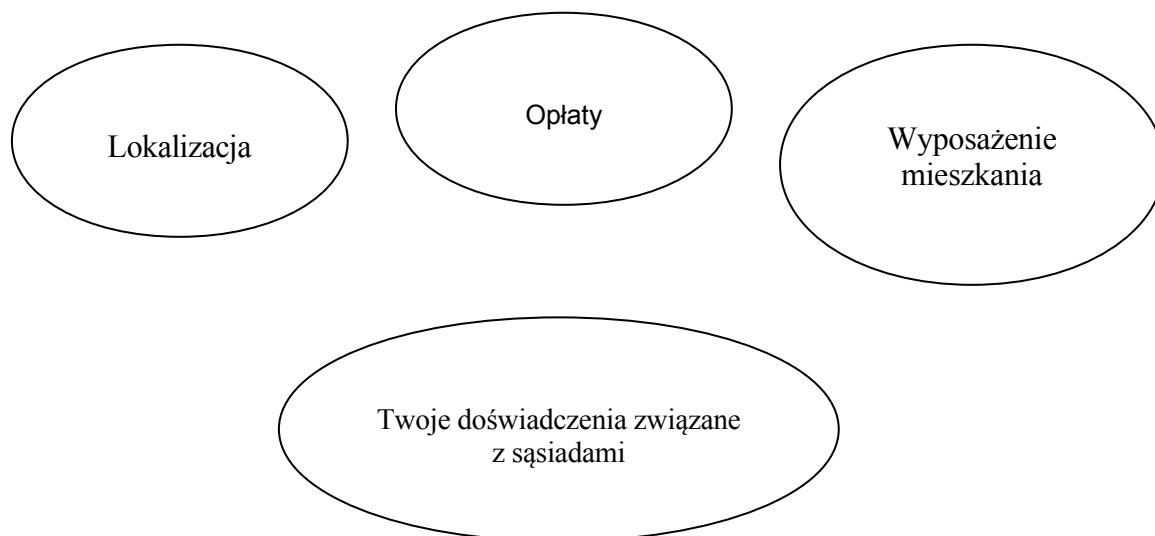 Lokalizacja
Opłaty
Wyposażenie
mieszkania
Twoje doświadczenia związane
z sąsiadami